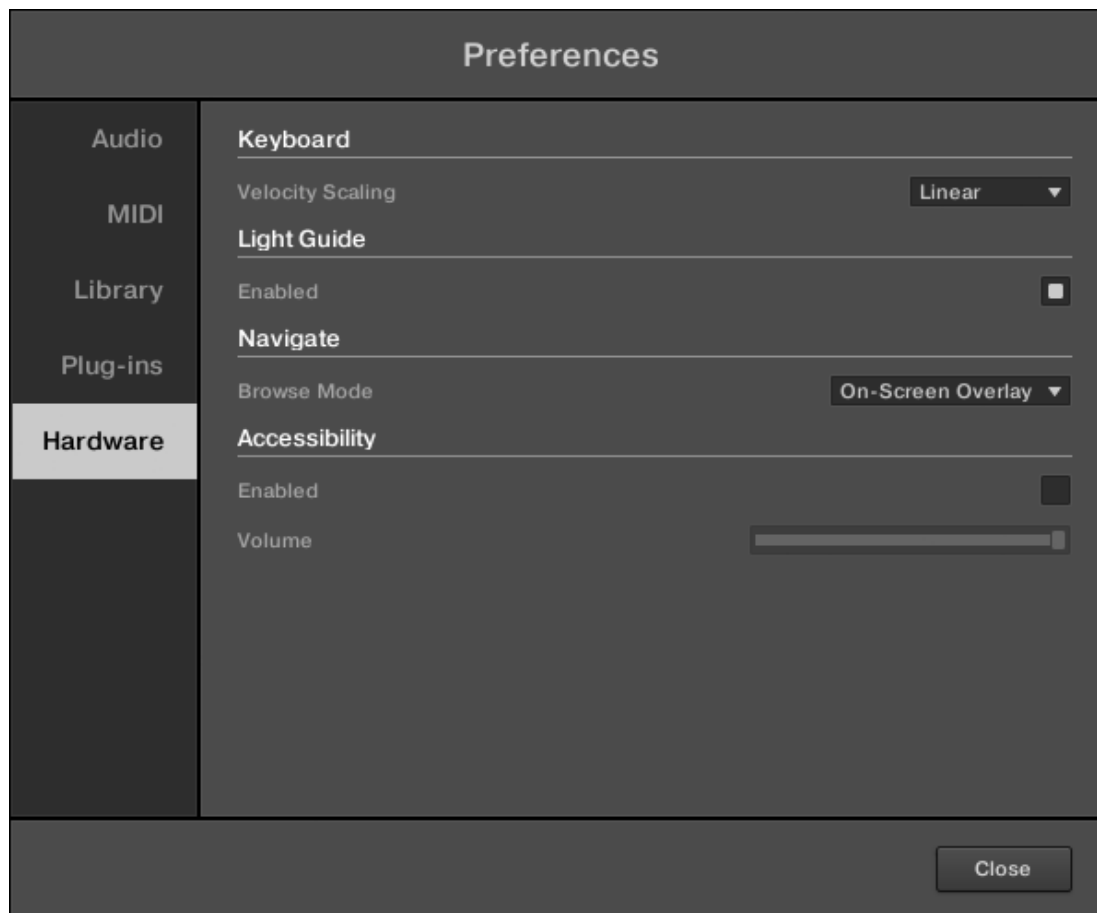 Preferences
Audio
MIDI
Library
Plug-ins
Hardware
Keyboard
Velocity Scaling Linear
Light Guide
Enabled
Navigate
Browse Mode On-Screen Overlay
Accessibility
Enabled
Volume
Close